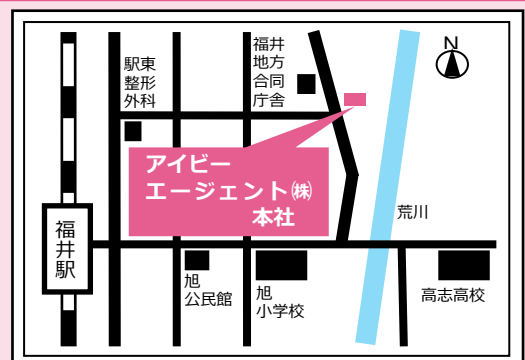 N
駅東
整形
外科
福井
地方
合同
庁舎
アイビー
エージェント㈱
本社
荒川
福井駅
旭
公民館
旭
小学校
高志高校